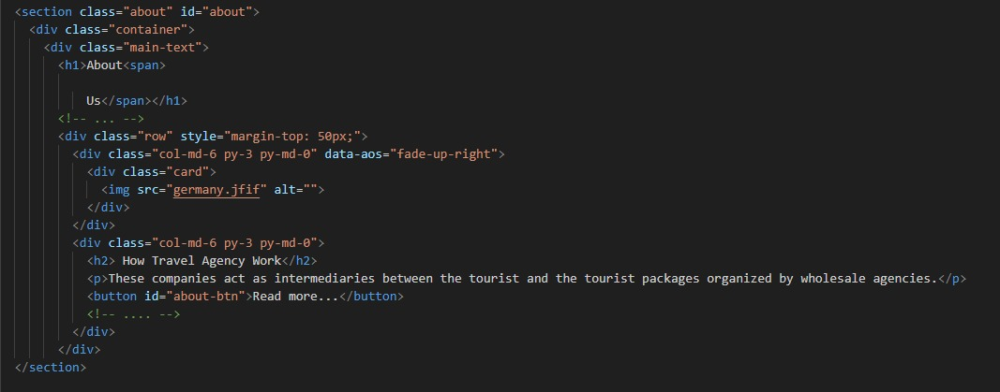 <section class="about" id="about">
<div class="container">
<div class="main-text">
<h1>About<span>
Us</span></h1>
<!-- ... -->
<div class="row" style="margin-top: 50px;">
<div class="col-md-6 py-3 py-md-0" data-aos="fade-up-right">
<div class="card">
<img src="germany.jfif" alt="">
</div>
</div>
<div class="col-md-6 py-3 py-md-0">
<h2> How Travel Agency Work</h2>
<p>These companies act as intermediaries between the tourist and the tourist packages organized by wholesale agencies.</p>
<button id="about-btn">Read more...</button>
<!-- .... -->
</div>
</div>
</section>